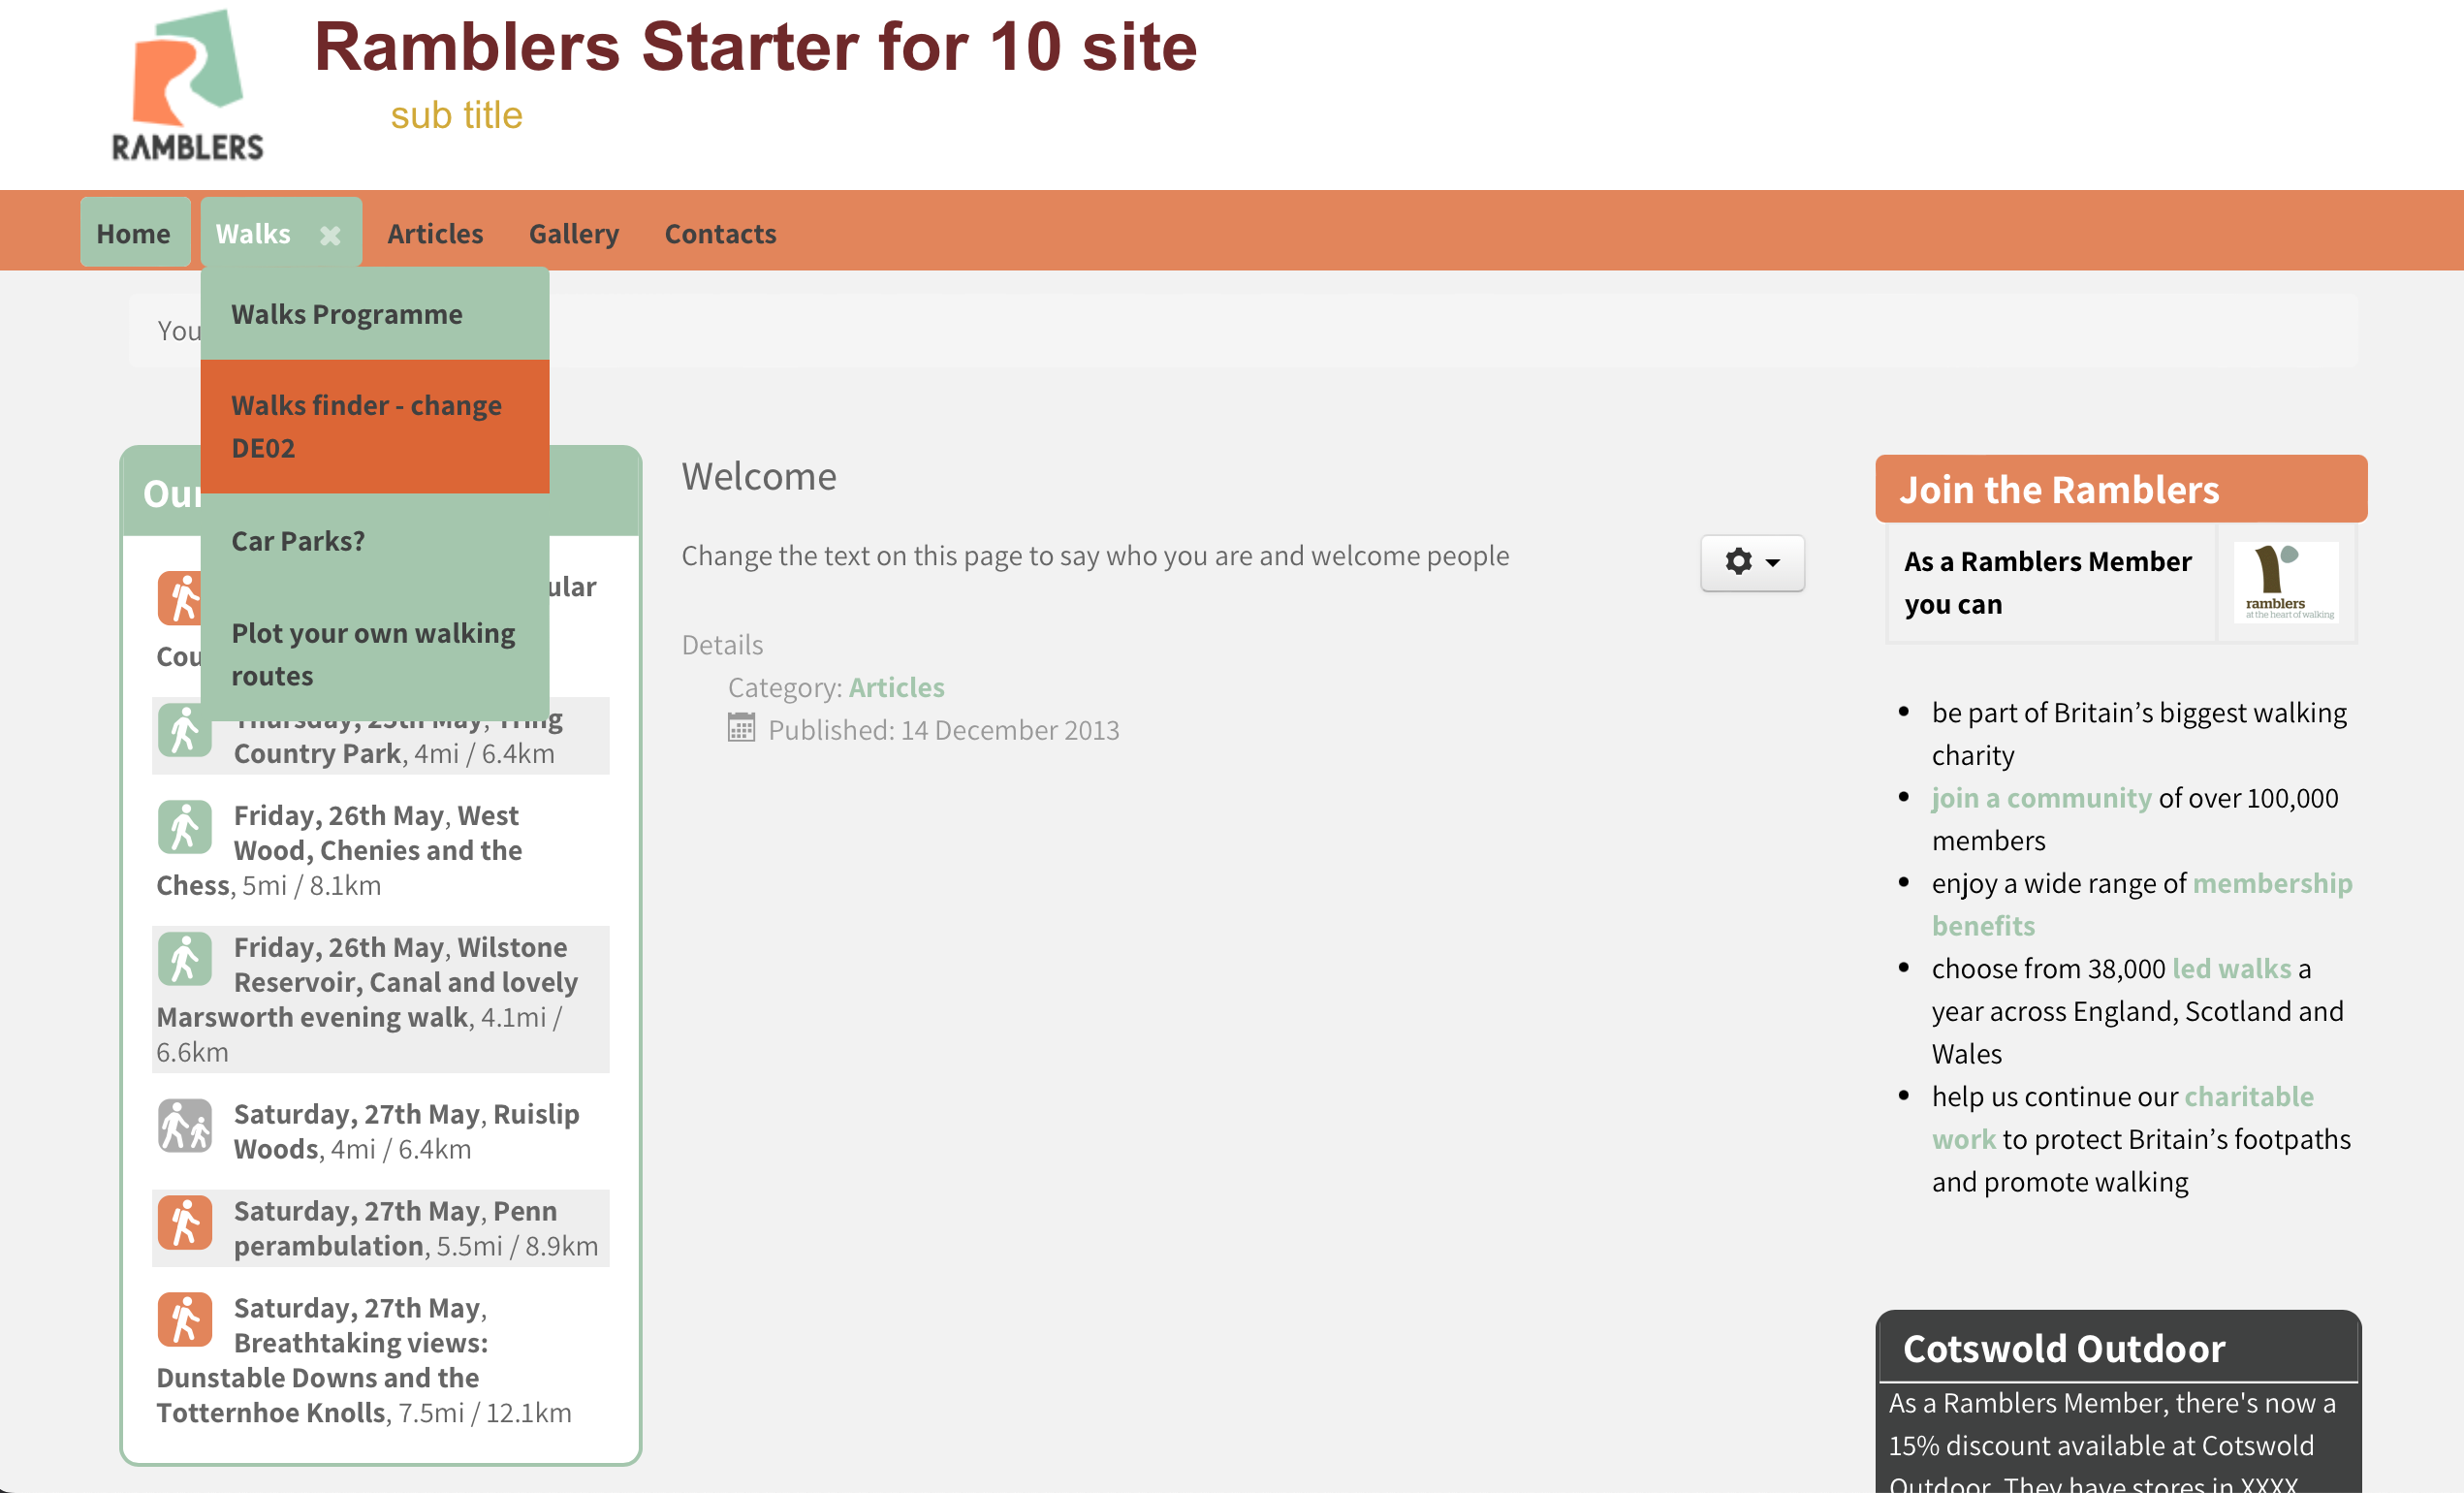 RAMBLERS
Ramblers Starter for 10 site
sub title
Home
Walks
Articles
Gallery
Contacts
Walks Programme
Walks finder - change
DE02
Car Parks?
Plot your own walking
routes
You
Our
ular
Cou
Thursday, 25th May, Tring
Country Park, 4mi / 6.4km
Friday, 26th May, West
Wood, Chenies and the
Chess, 5mi / 8.1km
Friday, 26th May, Wilstone
Reservoir, Canal and lovely
Marsworth evening walk, 4.1mi /
6.6km
Saturday, 27th May, Ruislip
Woods, 4mi / 6.4km
Saturday, 27th May, Penn
perambulation, 5.5mi / 8.9km
Saturday, 27th May,
Breathtaking views:
Dunstable Downs and the
Totternhoe Knolls, 7.5mi / 12.1km
Welcome
Change the text on this page to say who you are and welcome people
Details
Category: Articles
Published: 14 December 2013
Join the Ramblers
As a Ramblers Member
you can
ramblers
at the heart of walking
be part of Britain’s biggest walking
charity
join a community of over 100,000
members
enjoy a wide range of membership
benefits
choose from 38,000 led walks a
year across England, Scotland and
Wales
help us continue our charitable
work to protect Britain’s footpaths
and promote walking
Cotswold Outdoor
As a Ramblers Member, there's now a
15% discount available at Cotswold
Outdoor. They have stores in XXXX